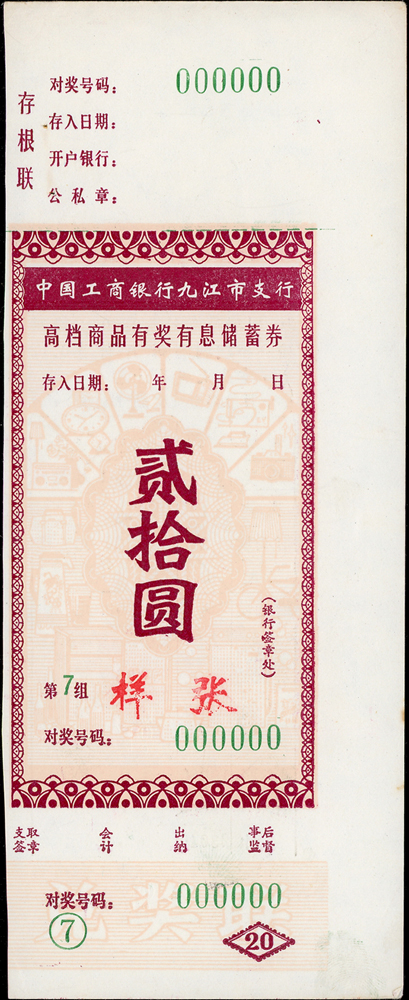 存根联
对奖号码：000000
存入日期：
开户银行：
公私章：
中国工商银行九江市支行
高档商品有奖有息储蓄券
存入日期： 年 月 日
贰拾圆
（银行签章处）
第7组
样张
对奖号码：000000
支取签章 会计 出纳 事后监督
兑奖联
对奖号码：000000
7
20